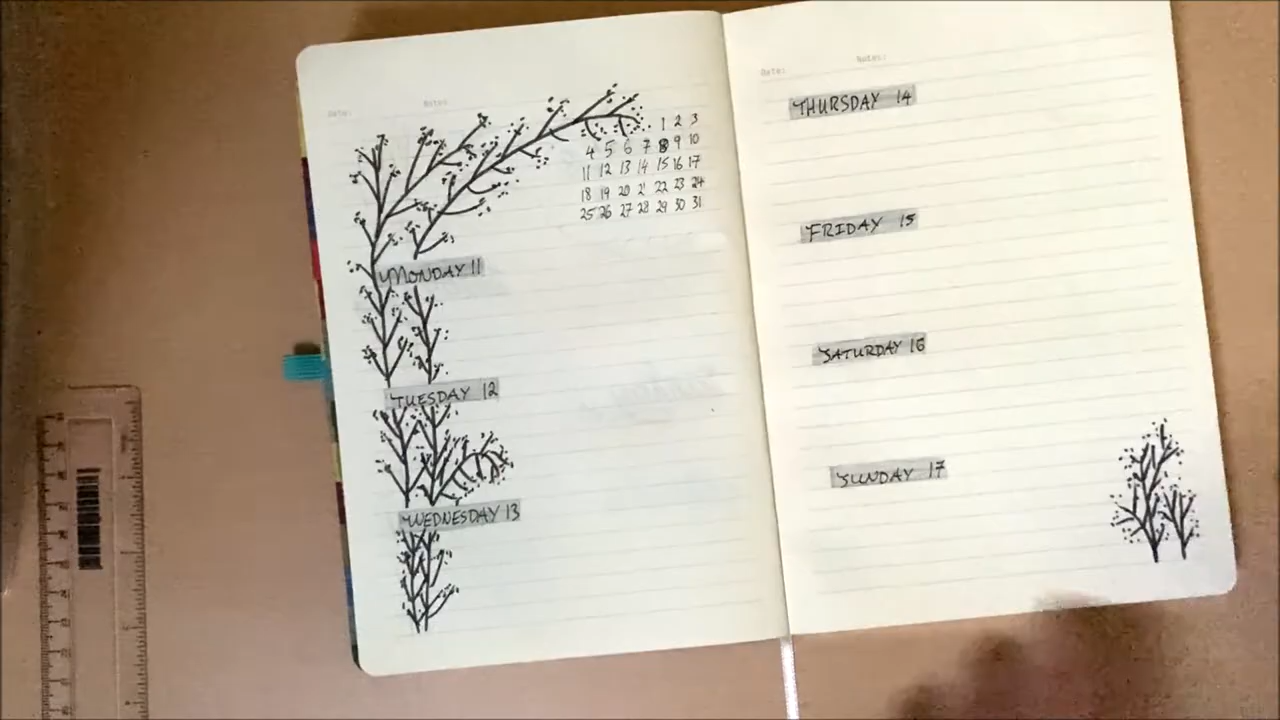 Date: Notes:
1 2 3
4 5 6 7 8 9 10
11 12 13 14 15 16 17
18 19 20 21 22 23 24
25 26 27 28 29 30 31
MONDAY 11
TUESDAY 12
WEDNESDAY 13
Date: Notes:
THURSDAY 14
FRIDAY 15
SATURDAY 16
SUNDAY 17